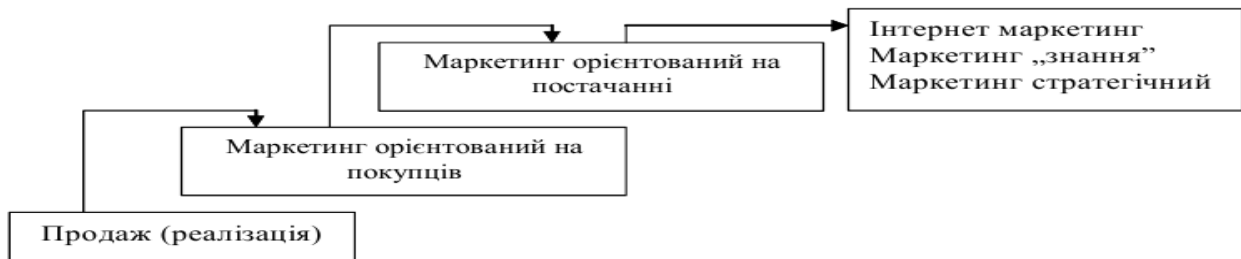 Інтернет маркетинг
Маркетинг „знання”
Маркетинг стратегічний
Маркетинг орієнтований на
постачанні
Маркетинг орієнтований на
покупців
Продаж (реалізація)